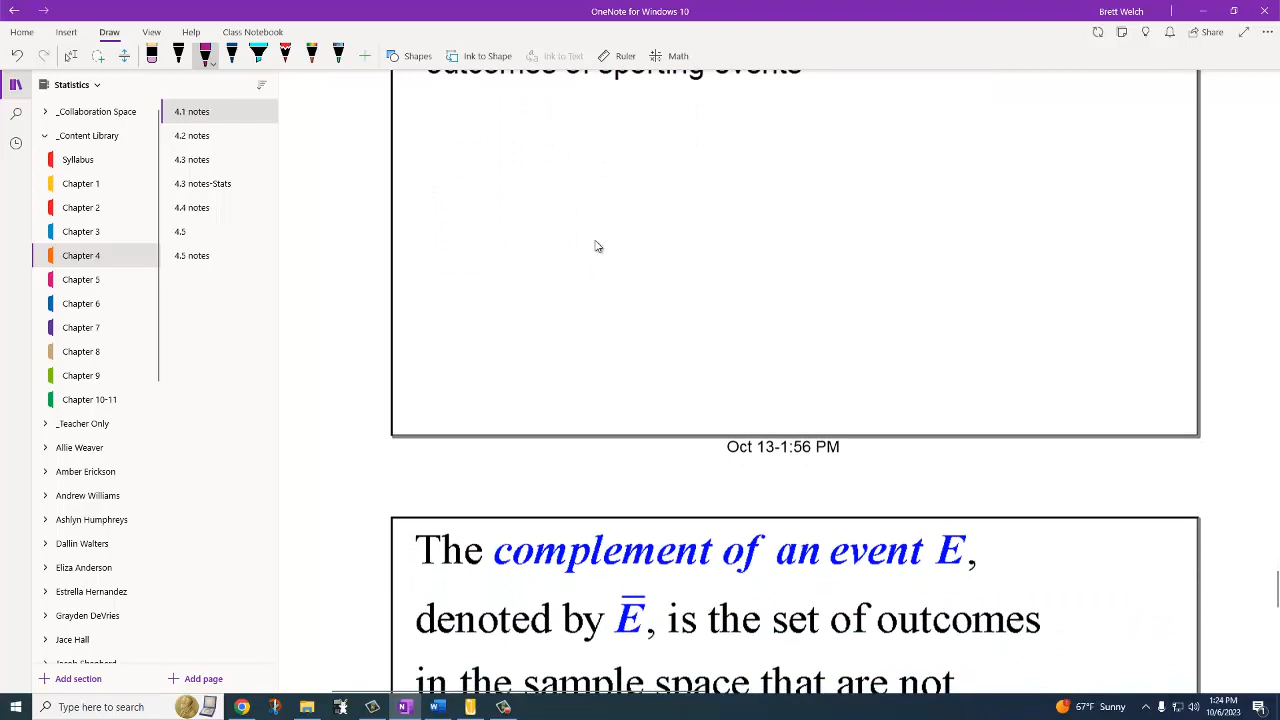 OneNote for Windows 10
Brett Welch
Home Insert Draw View Help Class Notebook
Share
Shapes Ink to Shape Ink to Text Ruler Math
Statistics
_Collaboration Space
_Content Library
Syllabus
Chapter 1
Chapter 2
Chapter 3
Chapter 4
Chapter 5
Chapter 6
Chapter 7
Chapter 8
Chapter 9
Chapter 10-11
_Teacher Only
Allie Weaver
Amber Erickson
Andrew Williams
Ashlyn Humphreys
Dallin Walters
Eliza Anderson
Estrella Hernandez
Grayden DeVries
Jace Hall
Add section
4.1 notes
4.2 notes
4.3 notes
4.3 notes-Stats
4.4 notes
4.5
4.5 notes
Add page
outcomes of sporting events
Oct 13-1:56 PM
The complement of an event E,
denoted by E̅, is the set of outcomes
in the sample space that are not
Type here to search
57°F Sunny
1:24 PM
10/6/2023